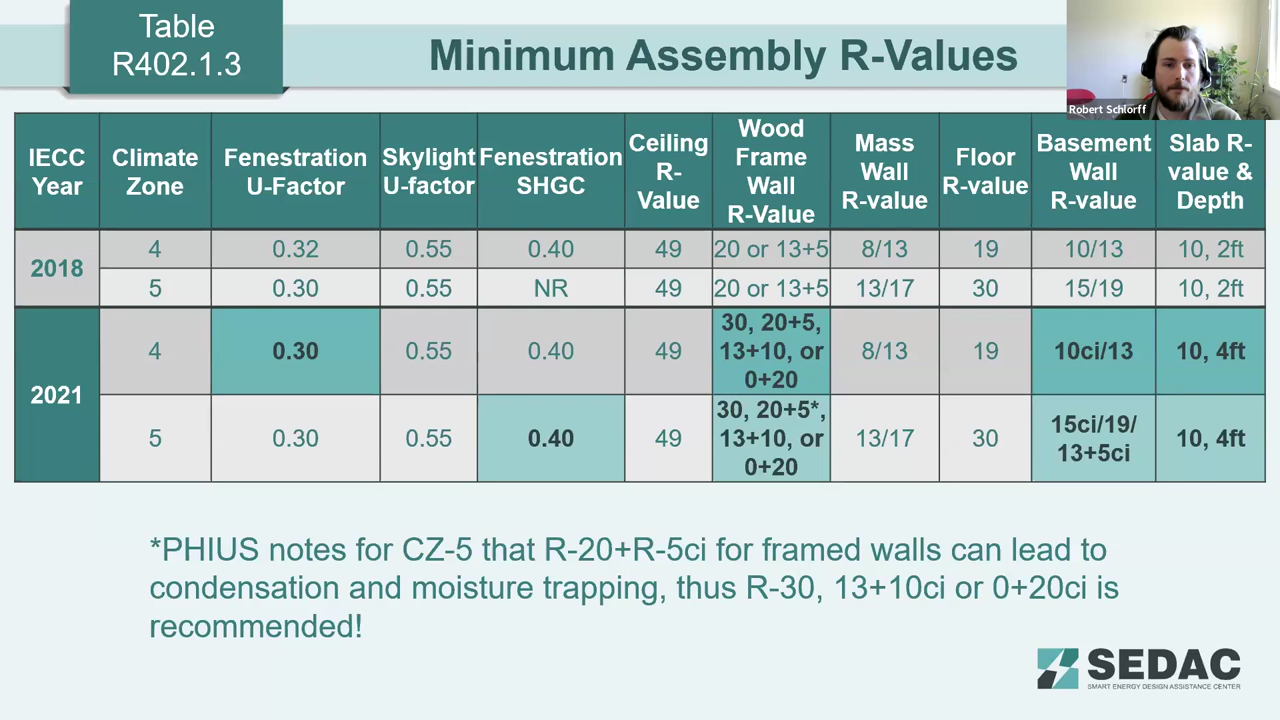 Table
R402.1.3
Minimum Assembly R-Values
Robert Schlorff
IECC
Year
Climate
Zone
Fenestration
U-Factor
Skylight
U-factor
Fenestration
SHGC
Ceiling
R-
Value
Wood
Frame
Wall
R-Value
Mass
Wall
R-value
Floor
R-value
Basement
Wall
R-value
Slab R-
value &
Depth
2018
4
0.32
0.55
0.40
49
20 or 13+5
8/13
19
10/13
10, 2ft
5
0.30
0.55
NR
49
20 or 13+5
13/17
30
15/19
10, 2ft
2021
4
0.30
0.55
0.40
49
30, 20+5,
13+10, or
0+20
8/13
19
10ci/13
10, 4ft
5
0.30
0.55
0.40
49
30, 20+5*,
13+10, or
0+20
13/17
30
15ci/19/
13+5ci
10, 4ft
*PHIUS notes for CZ-5 that R-20+R-5ci for framed walls can lead to
condensation and moisture trapping, thus R-30, 13+10ci or 0+20ci is
recommended!
SEDAC
SMART ENERGY DESIGN ASSISTANCE CENTER